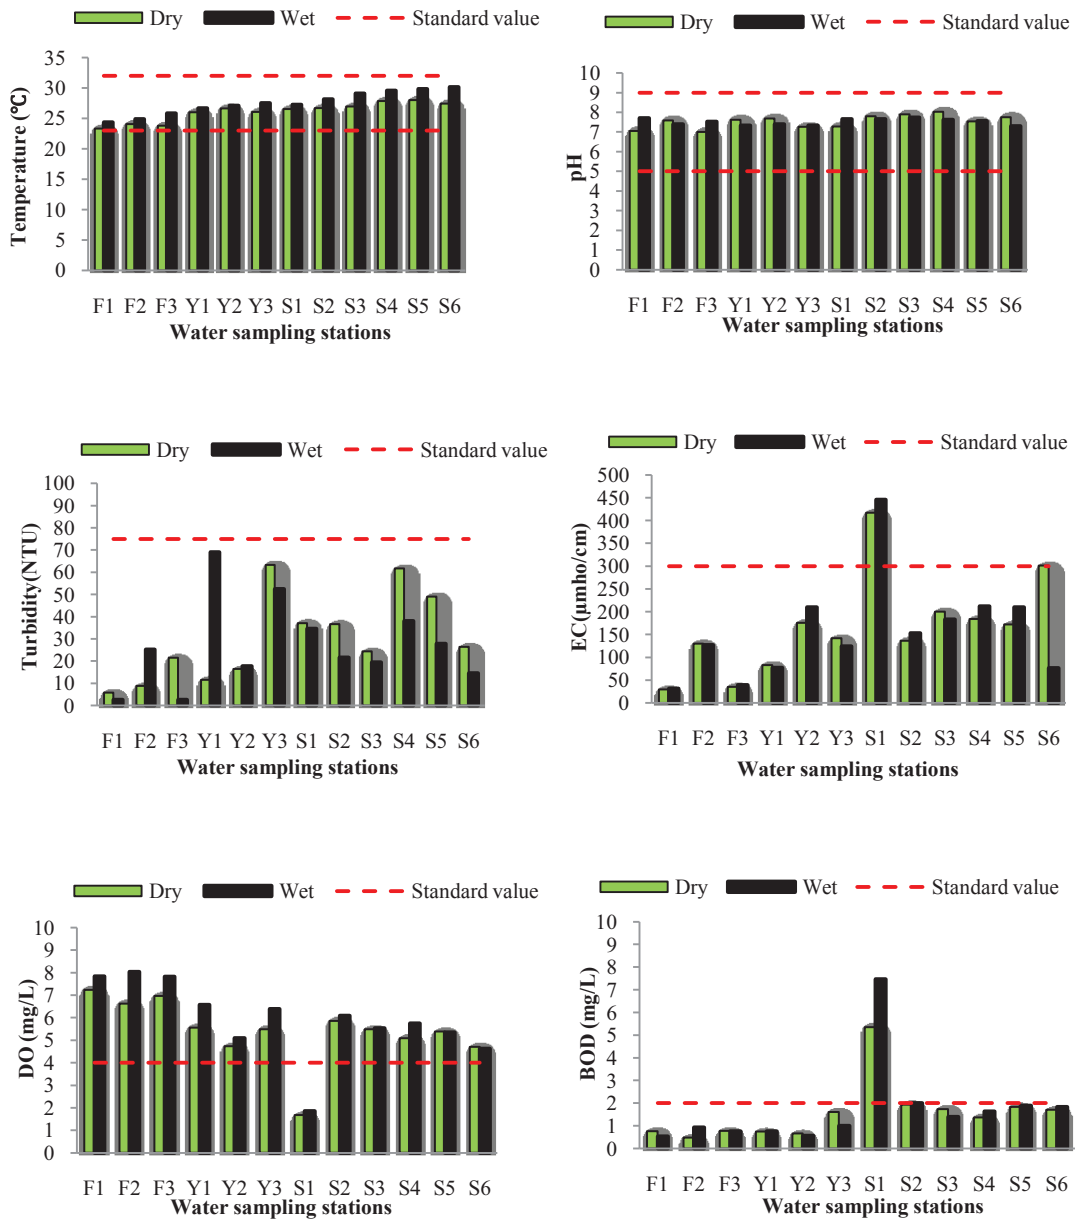 Dry Wet Standard value
35
30
25
20
15
10
5
0
Temperature (℃)
F1 F2 F3 Y1 Y2 Y3 S1 S2 S3 S4 S5 S6
Water sampling stations
Dry Wet Standard value
10
9
8
7
6
5
4
3
2
1
0
pH
F1 F2 F3 Y1 Y2 Y3 S1 S2 S3 S4 S5 S6
Water sampling stations
Dry Wet Standard value
100
90
80
70
60
50
40
30
20
10
0
Turbidity(NTU)
F1 F2 F3 Y1 Y2 Y3 S1 S2 S3 S4 S5 S6
Water sampling stations
Dry Wet Standard value
500
450
400
350
300
250
200
150
100
50
0
EC(µmho/cm)
F1 F2 F3 Y1 Y2 Y3 S1 S2 S3 S4 S5 S6
Water sampling stations
Dry Wet Standard value
10
9
8
7
6
5
4
3
2
1
0
DO (mg/L)
F1 F2 F3 Y1 Y2 Y3 S1 S2 S3 S4 S5 S6
Water sampling stations
Dry Wet Standard value
10
9
8
7
6
5
4
3
2
1
0
BOD (mg/L)
F1 F2 F3 Y1 Y2 Y3 S1 S2 S3 S4 S5 S6
Water sampling stations